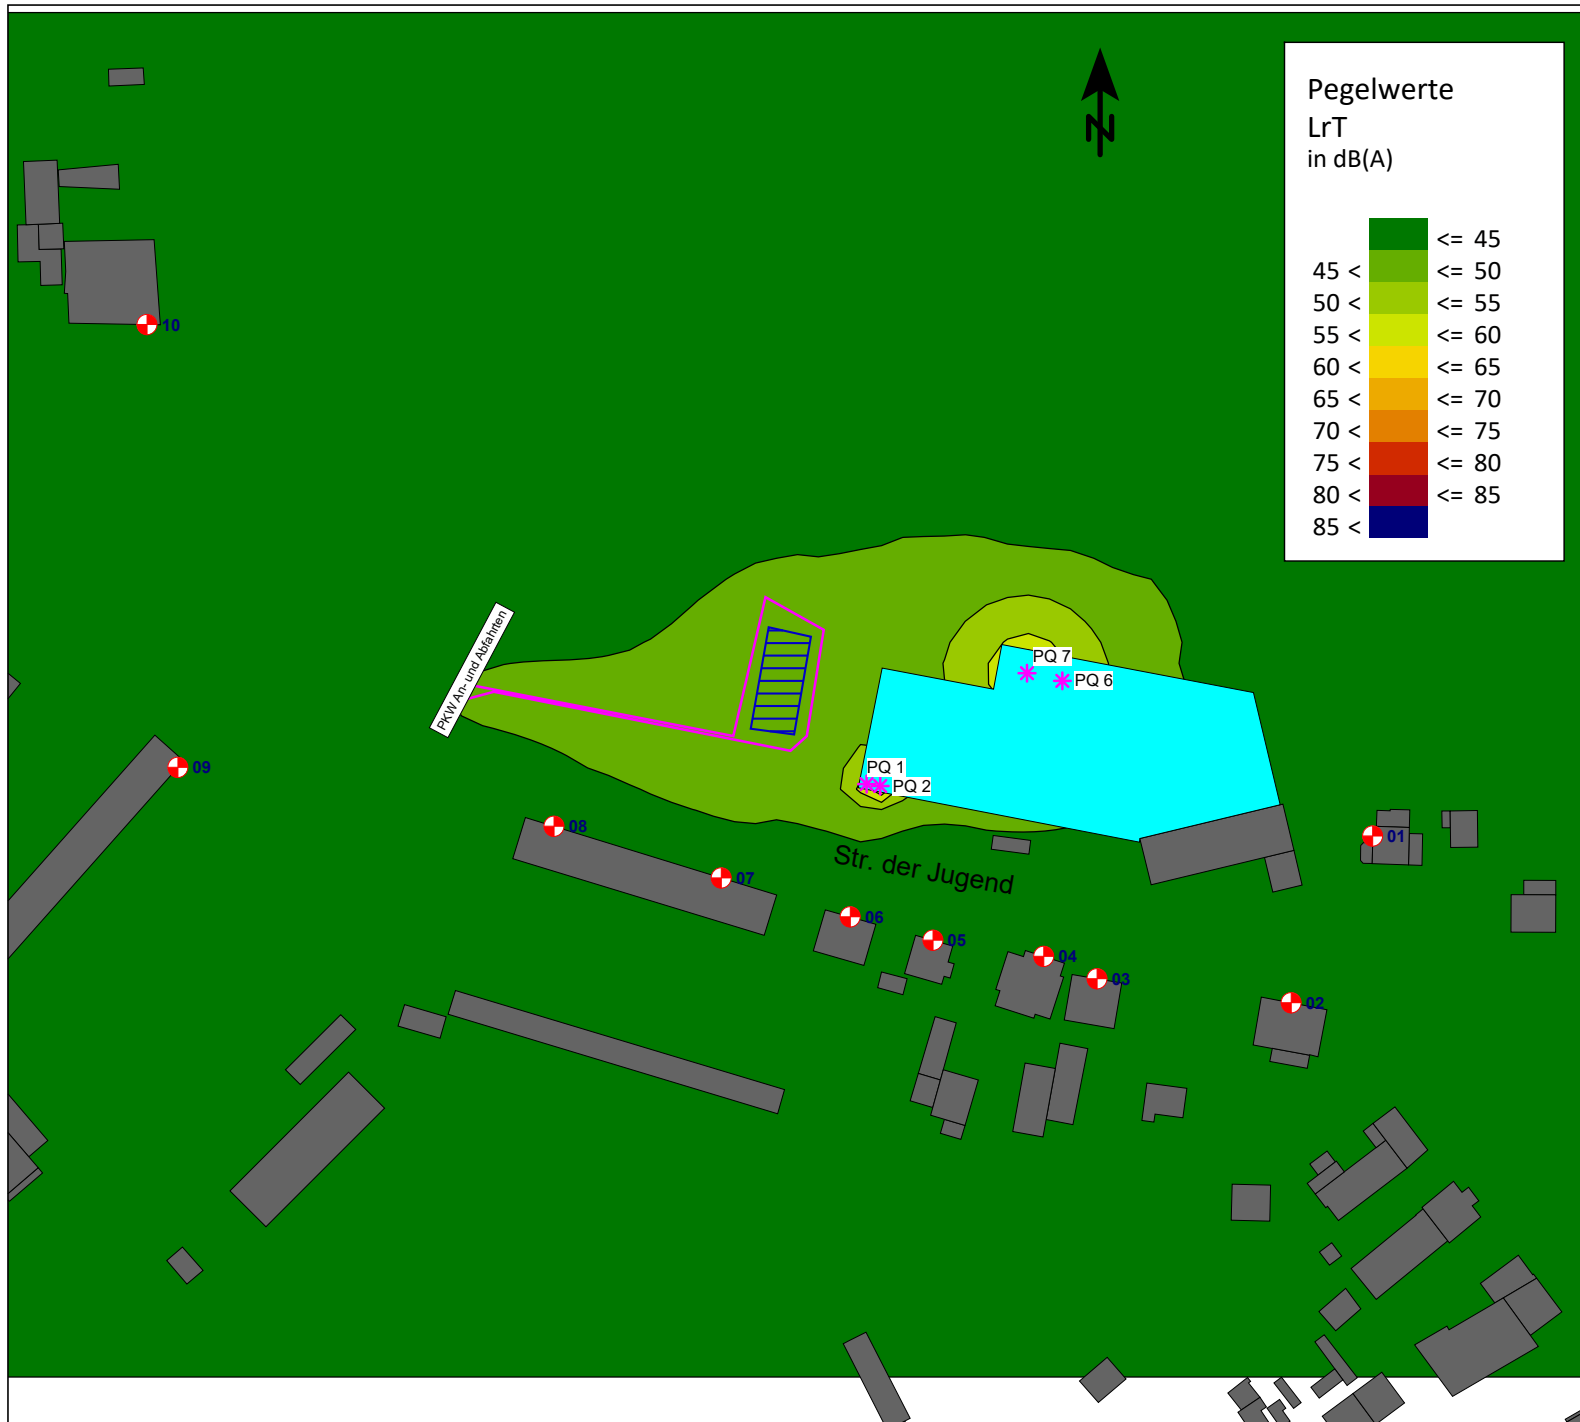 Pegelwerte
LrT
in dB(A)
<= 45
45 < <= 50
50 < <= 55
55 < <= 60
60 < <= 65
65 < <= 70
70 < <= 75
75 < <= 80
80 < <= 85
85 <
N
10
PKW An- und Abfahrten
PQ 7
PQ 6
PQ 1
PQ 2
09
08
07
06
05
04
03
02
01
Str. der Jugend